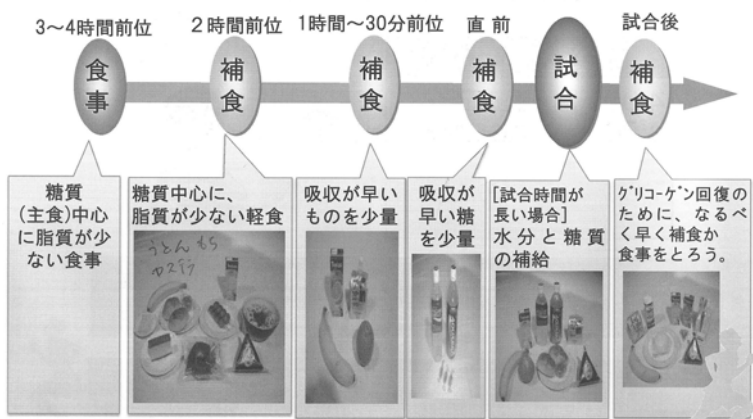 3〜4時間前位
2時間前位
1時間〜30分前位
直前
試合後
食事
補食
補食
補食
試合
補食
糖質
(主食)中心
に脂質が少
ない食事
糖質中心に、
脂質が少ない軽食
うどん もち
吸収が早い
ものを少量
吸収が
早い糖
を少量
[試合時間が
長い場合]
水分と糖質
の補給
グリコーゲン回復の
ために、なるべ
く早く補食か
食事をとろう。